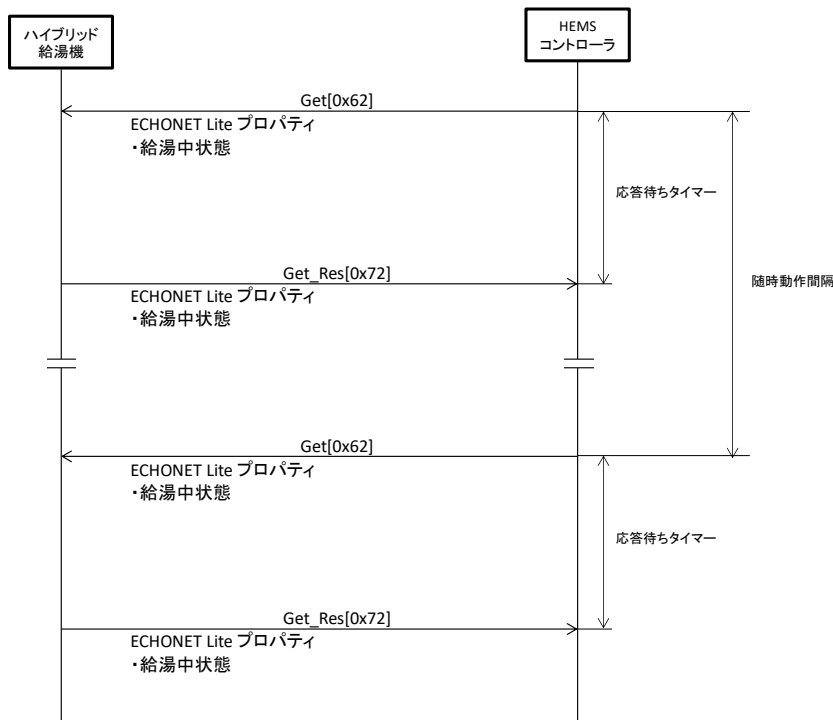 ハイブリッド
給湯機
HEMS
コントローラ
Get[0x62]
ECHONET Lite プロパティ
・給湯中状態
応答待ちタイマー
Get_Res[0x72]
随時動作間隔
ECHONET Lite プロパティ
・給湯中状態
Get[0x62]
ECHONET Lite プロパティ
・給湯中状態
応答待ちタイマー
Get_Res[0x72]
ECHONET Lite プロパティ
・給湯中状態